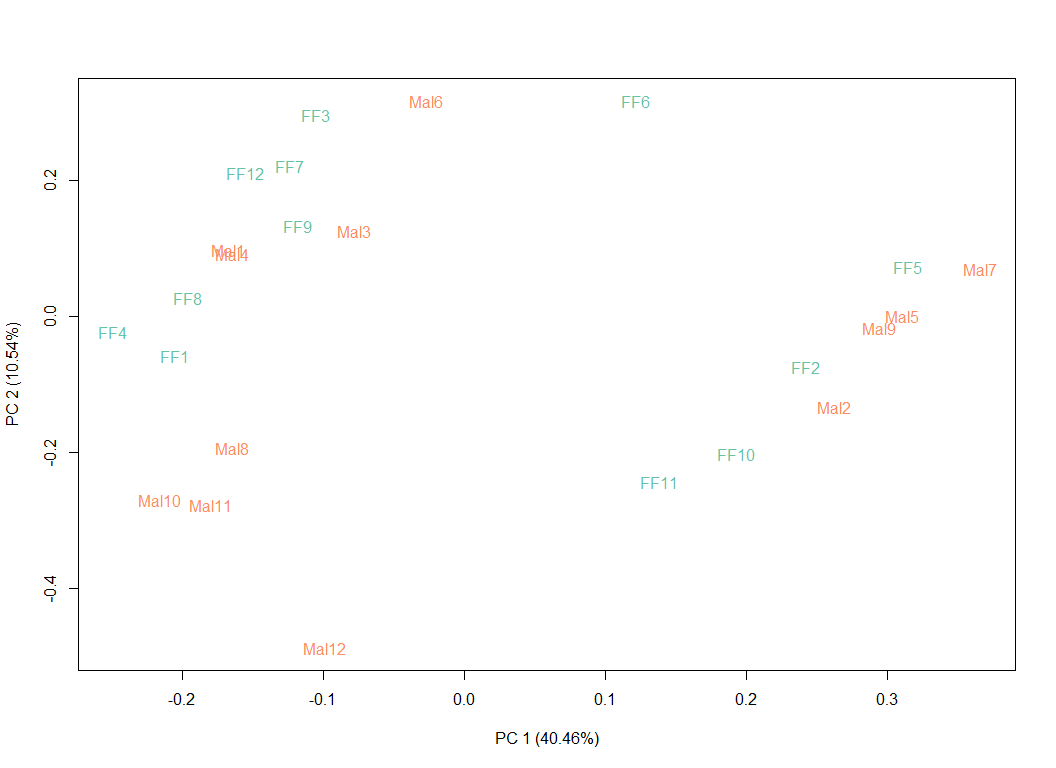 Mal6
FF6
FF3
FF7
FF12
FF9
Mal3
Mal1
Mal4
FF8
FF4
FF1
FF5
Mal7
Mal5
Mal9
FF2
Mal2
FF10
FF11
Mal8
Mal10
Mal11
Mal12
0.2
0.0
-0.2
-0.4
PC 2 (10.54%)
-0.2 -0.1 0.0 0.1 0.2 0.3
PC 1 (40.46%)